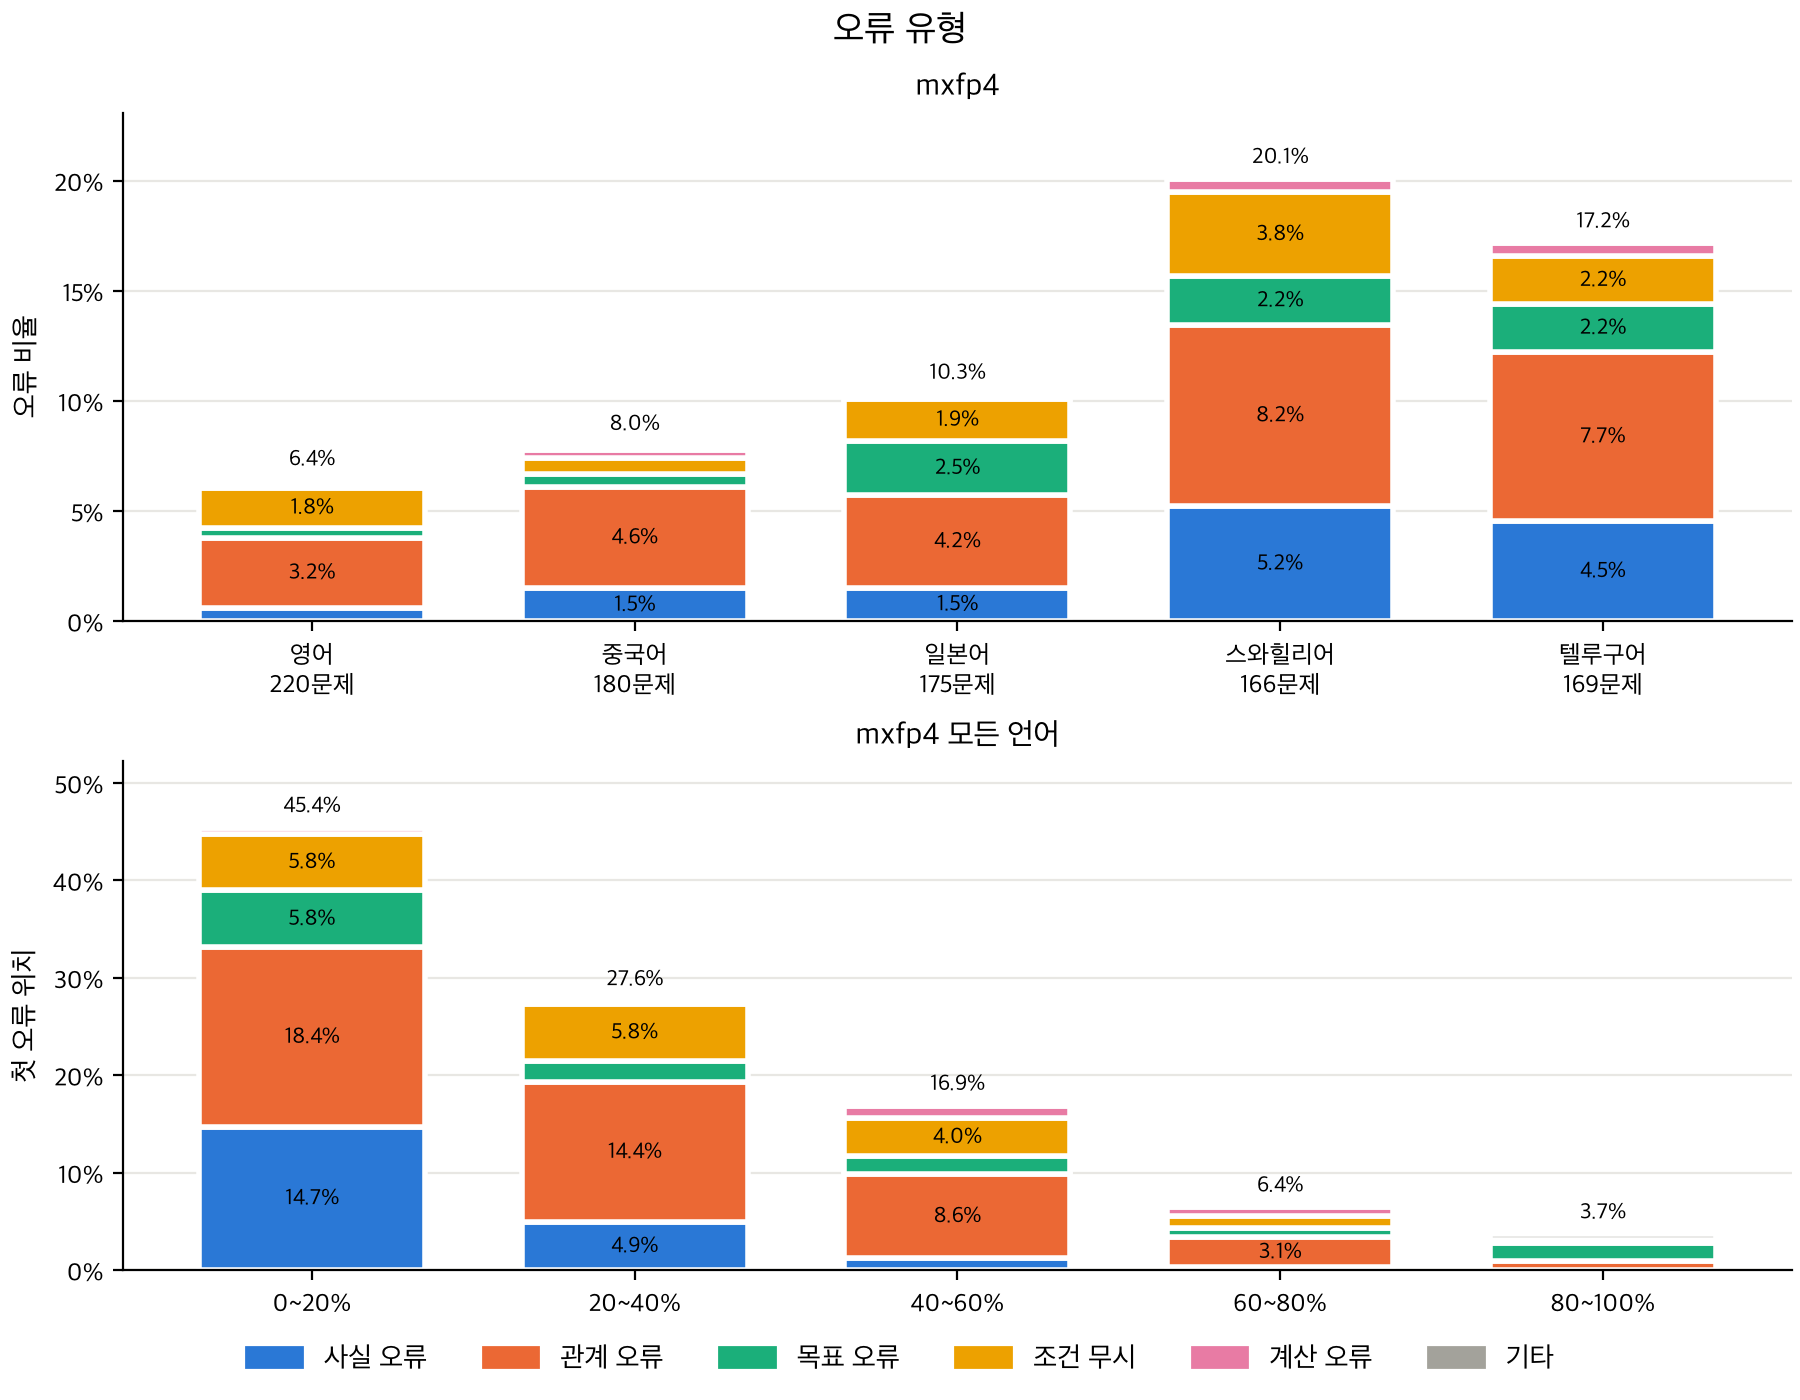 오류 유형
mxfp4
오류 비율
20%
15%
10%
5%
0%
6.4%
1.8%
3.2%
8.0%
4.6%
1.5%
10.3%
1.9%
2.5%
4.2%
1.5%
20.1%
3.8%
2.2%
8.2%
5.2%
17.2%
2.2%
2.2%
7.7%
4.5%
영어
220문제
중국어
180문제
일본어
175문제
스와힐리어
166문제
텔루구어
169문제
mxfp4 모든 언어
첫 오류 위치
50%
40%
30%
20%
10%
0%
45.4%
5.8%
5.8%
18.4%
14.7%
27.6%
5.8%
14.4%
4.9%
16.9%
4.0%
8.6%
6.4%
3.1%
3.7%
0~20%
20~40%
40~60%
60~80%
80~100%
사실 오류
관계 오류
목표 오류
조건 무시
계산 오류
기타